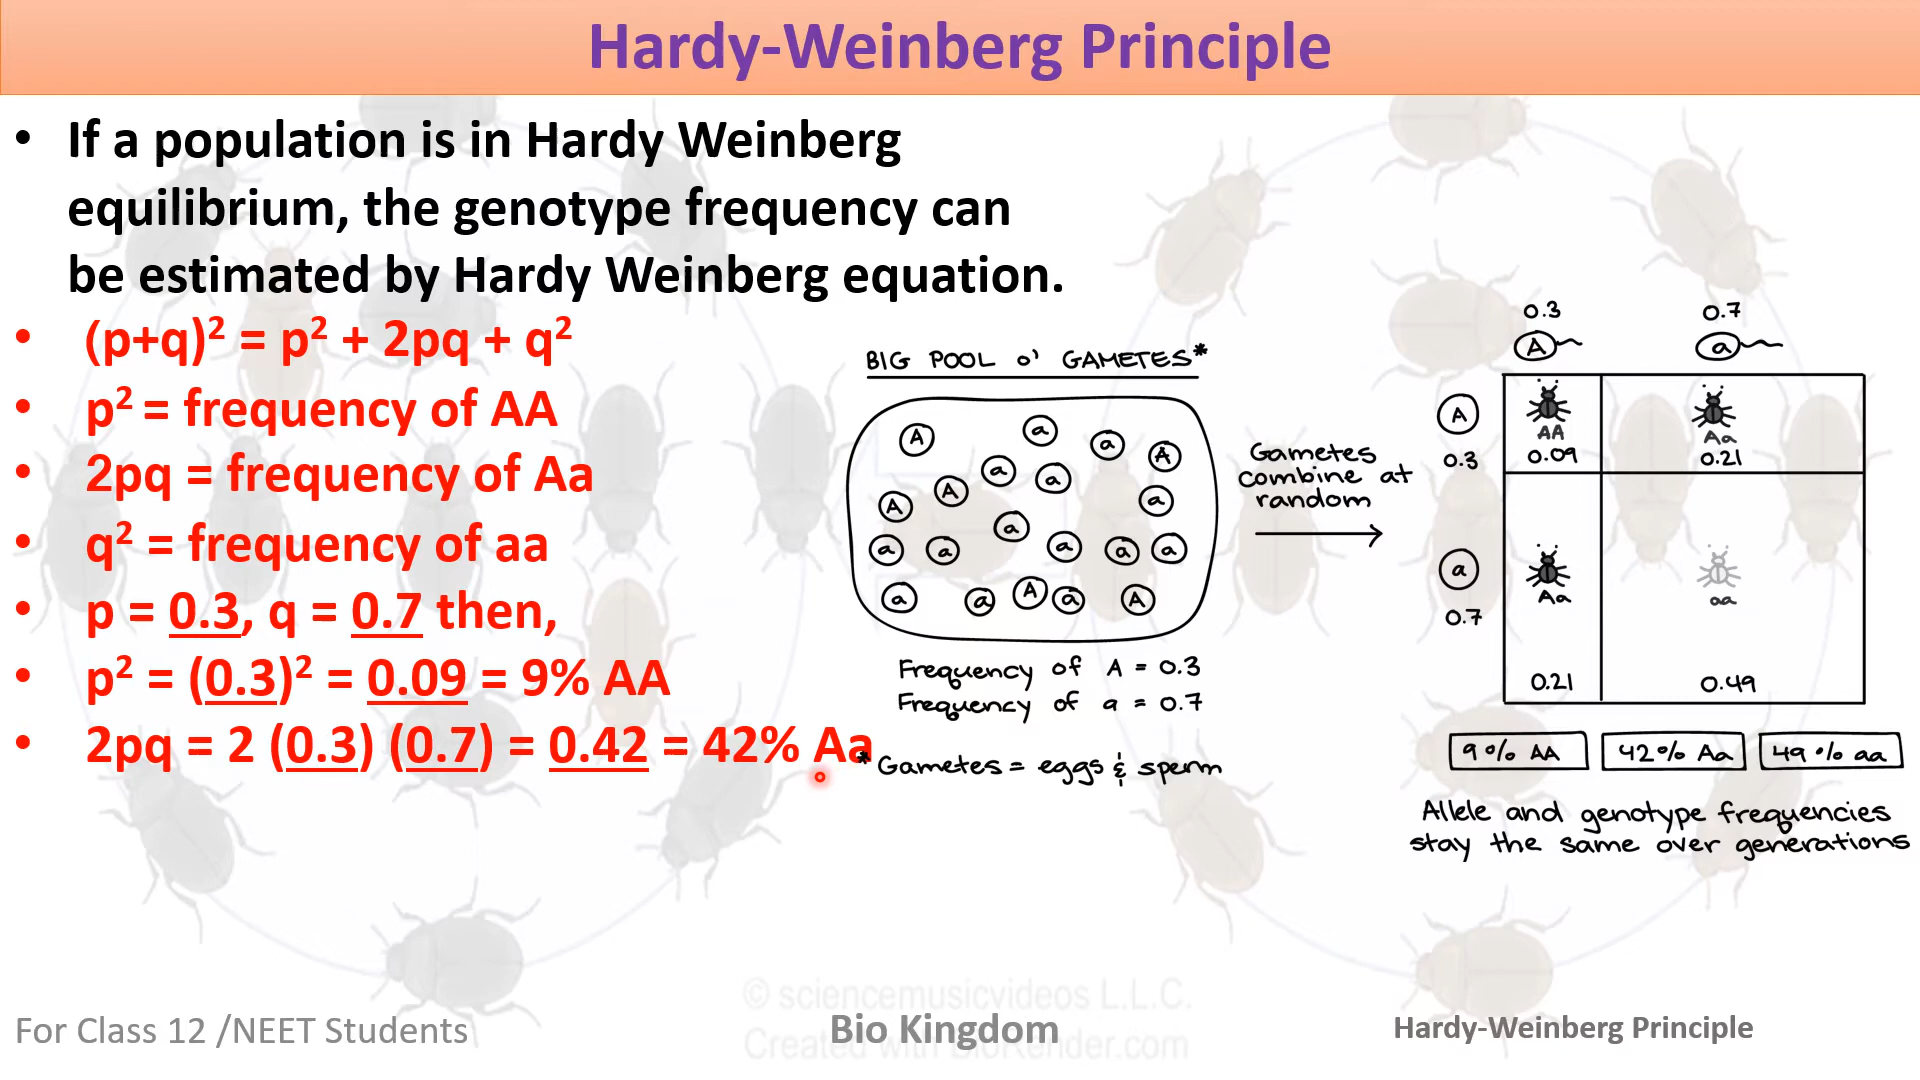 Hardy-Weinberg Principle
• If a population is in Hardy Weinberg
equilibrium, the genotype frequency can
be estimated by Hardy Weinberg equation.
• (p+q)² = p² + 2pq + q²
• p² = frequency of AA
• 2pq = frequency of Aa
• q² = frequency of aa
• p = 0.3, q = 0.7 then,
• p² = (0.3)² = 0.09 = 9% AA
• 2pq = 2 (0.3) (0.7) = 0.42 = 42% Aa
BIG POOL o' GAMETES*
A a a A
a a
A A a
a
a a a a a
a a A a A
Frequency of A = 0.3
Frequency of a = 0.7
*Gametes = eggs & sperm
Gametes
combine at
random
0.3 0.7
A a
A
0.3
AA
0.09
Aa
0.21
a
0.7
Aa
0.21
aa
0.49
9% AA 42% Aa 49% aa
Allele and genotype frequencies
stay the same over generations
© sciencemusicvideos L.L.C.
Created with BioRender.com
For Class 12 /NEET Students
Bio Kingdom
Hardy-Weinberg Principle